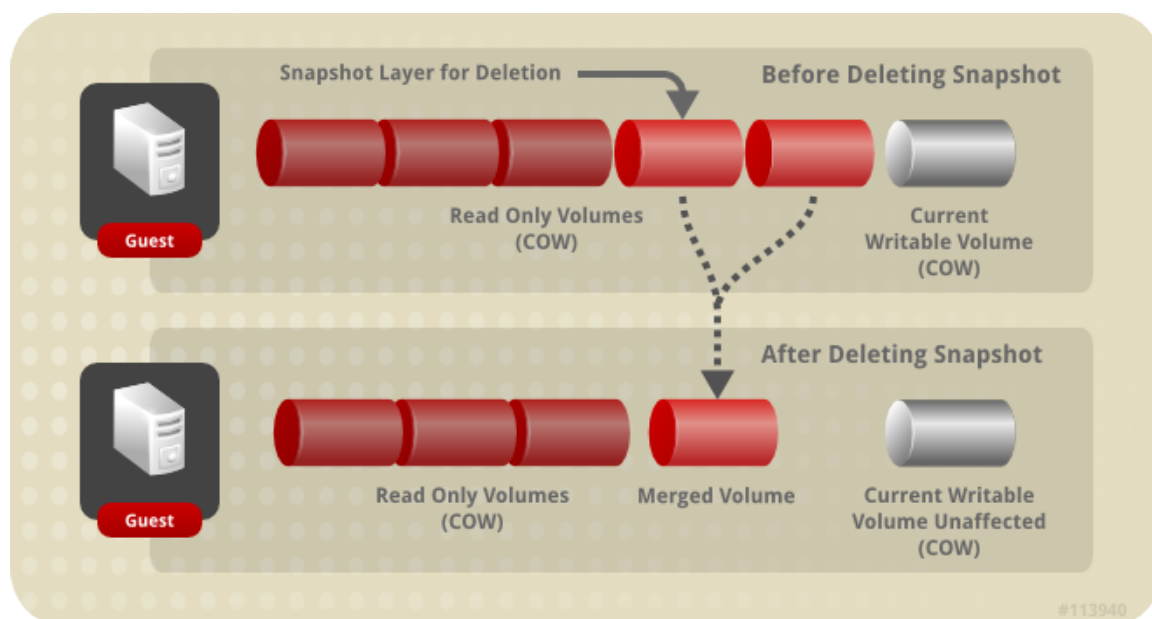 Snapshot Layer for Deletion
Before Deleting Snapshot
Guest
Read Only Volumes
(COW)
Current
Writable Volume
(COW)
After Deleting Snapshot
Guest
Read Only Volumes
(COW)
Merged Volume
Current Writable
Volume Unaffected
(COW)
#113940